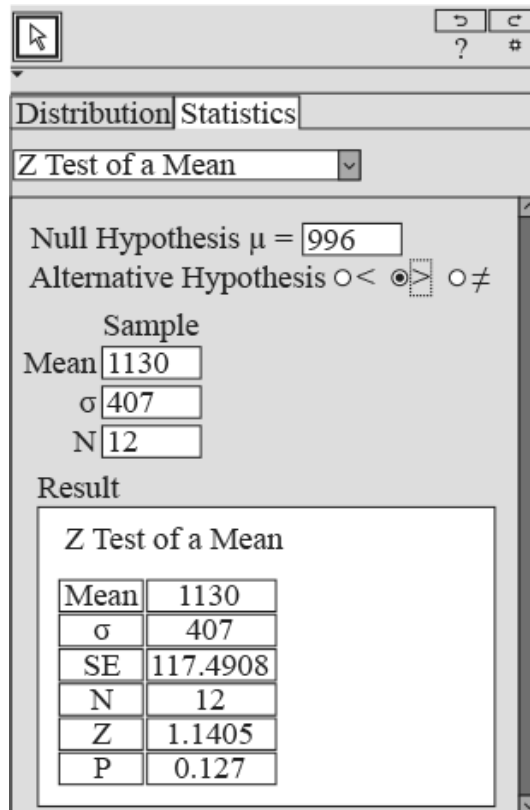 ?
Distribution Statistics
Z Test of a Mean
Null Hypothesis μ = 996
Alternative Hypothesis < > ≠
Sample
Mean 1130
σ 407
N 12
Result
Z Test of a Mean
Mean 1130
σ 407
SE 117.4908
N 12
Z 1.1405
P 0.127